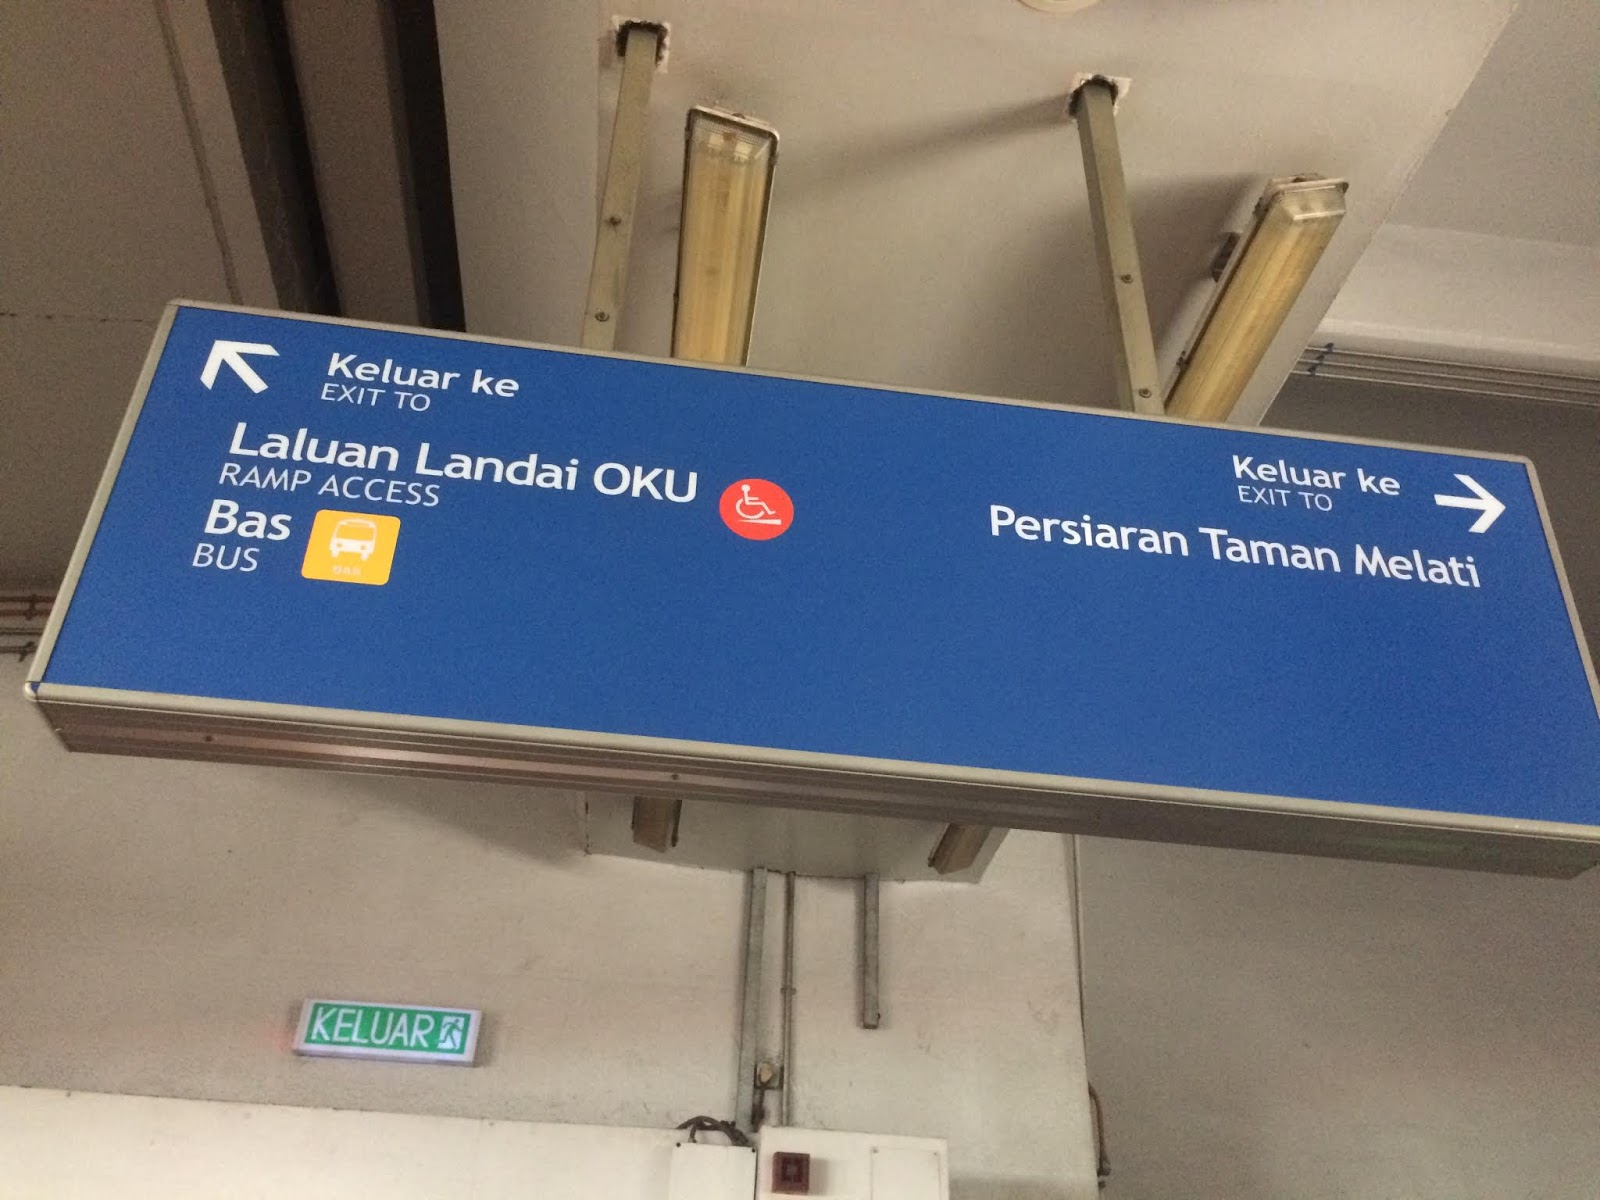 Keluar ke
EXIT TO
Laluan Landai OKU
RAMP ACCESS
Bas
BUS
BAS
Keluar ke
EXIT TO
Persiaran Taman Melati
KELUAR